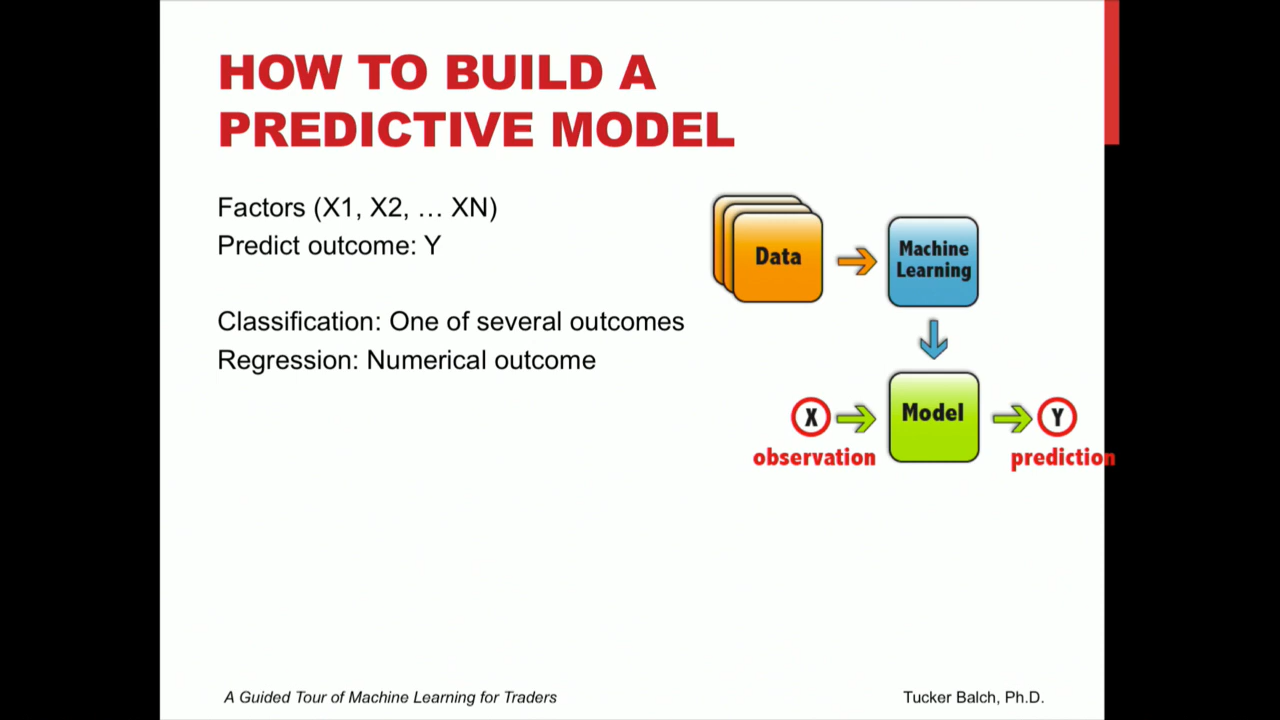 HOW TO BUILD A
PREDICTIVE MODEL
Factors (X1, X2, … XN)
Predict outcome: Y
Classification: One of several outcomes
Regression: Numerical outcome
Data
Machine
Learning
Model
X
Y
observation
prediction
A Guided Tour of Machine Learning for Traders
Tucker Balch, Ph.D.